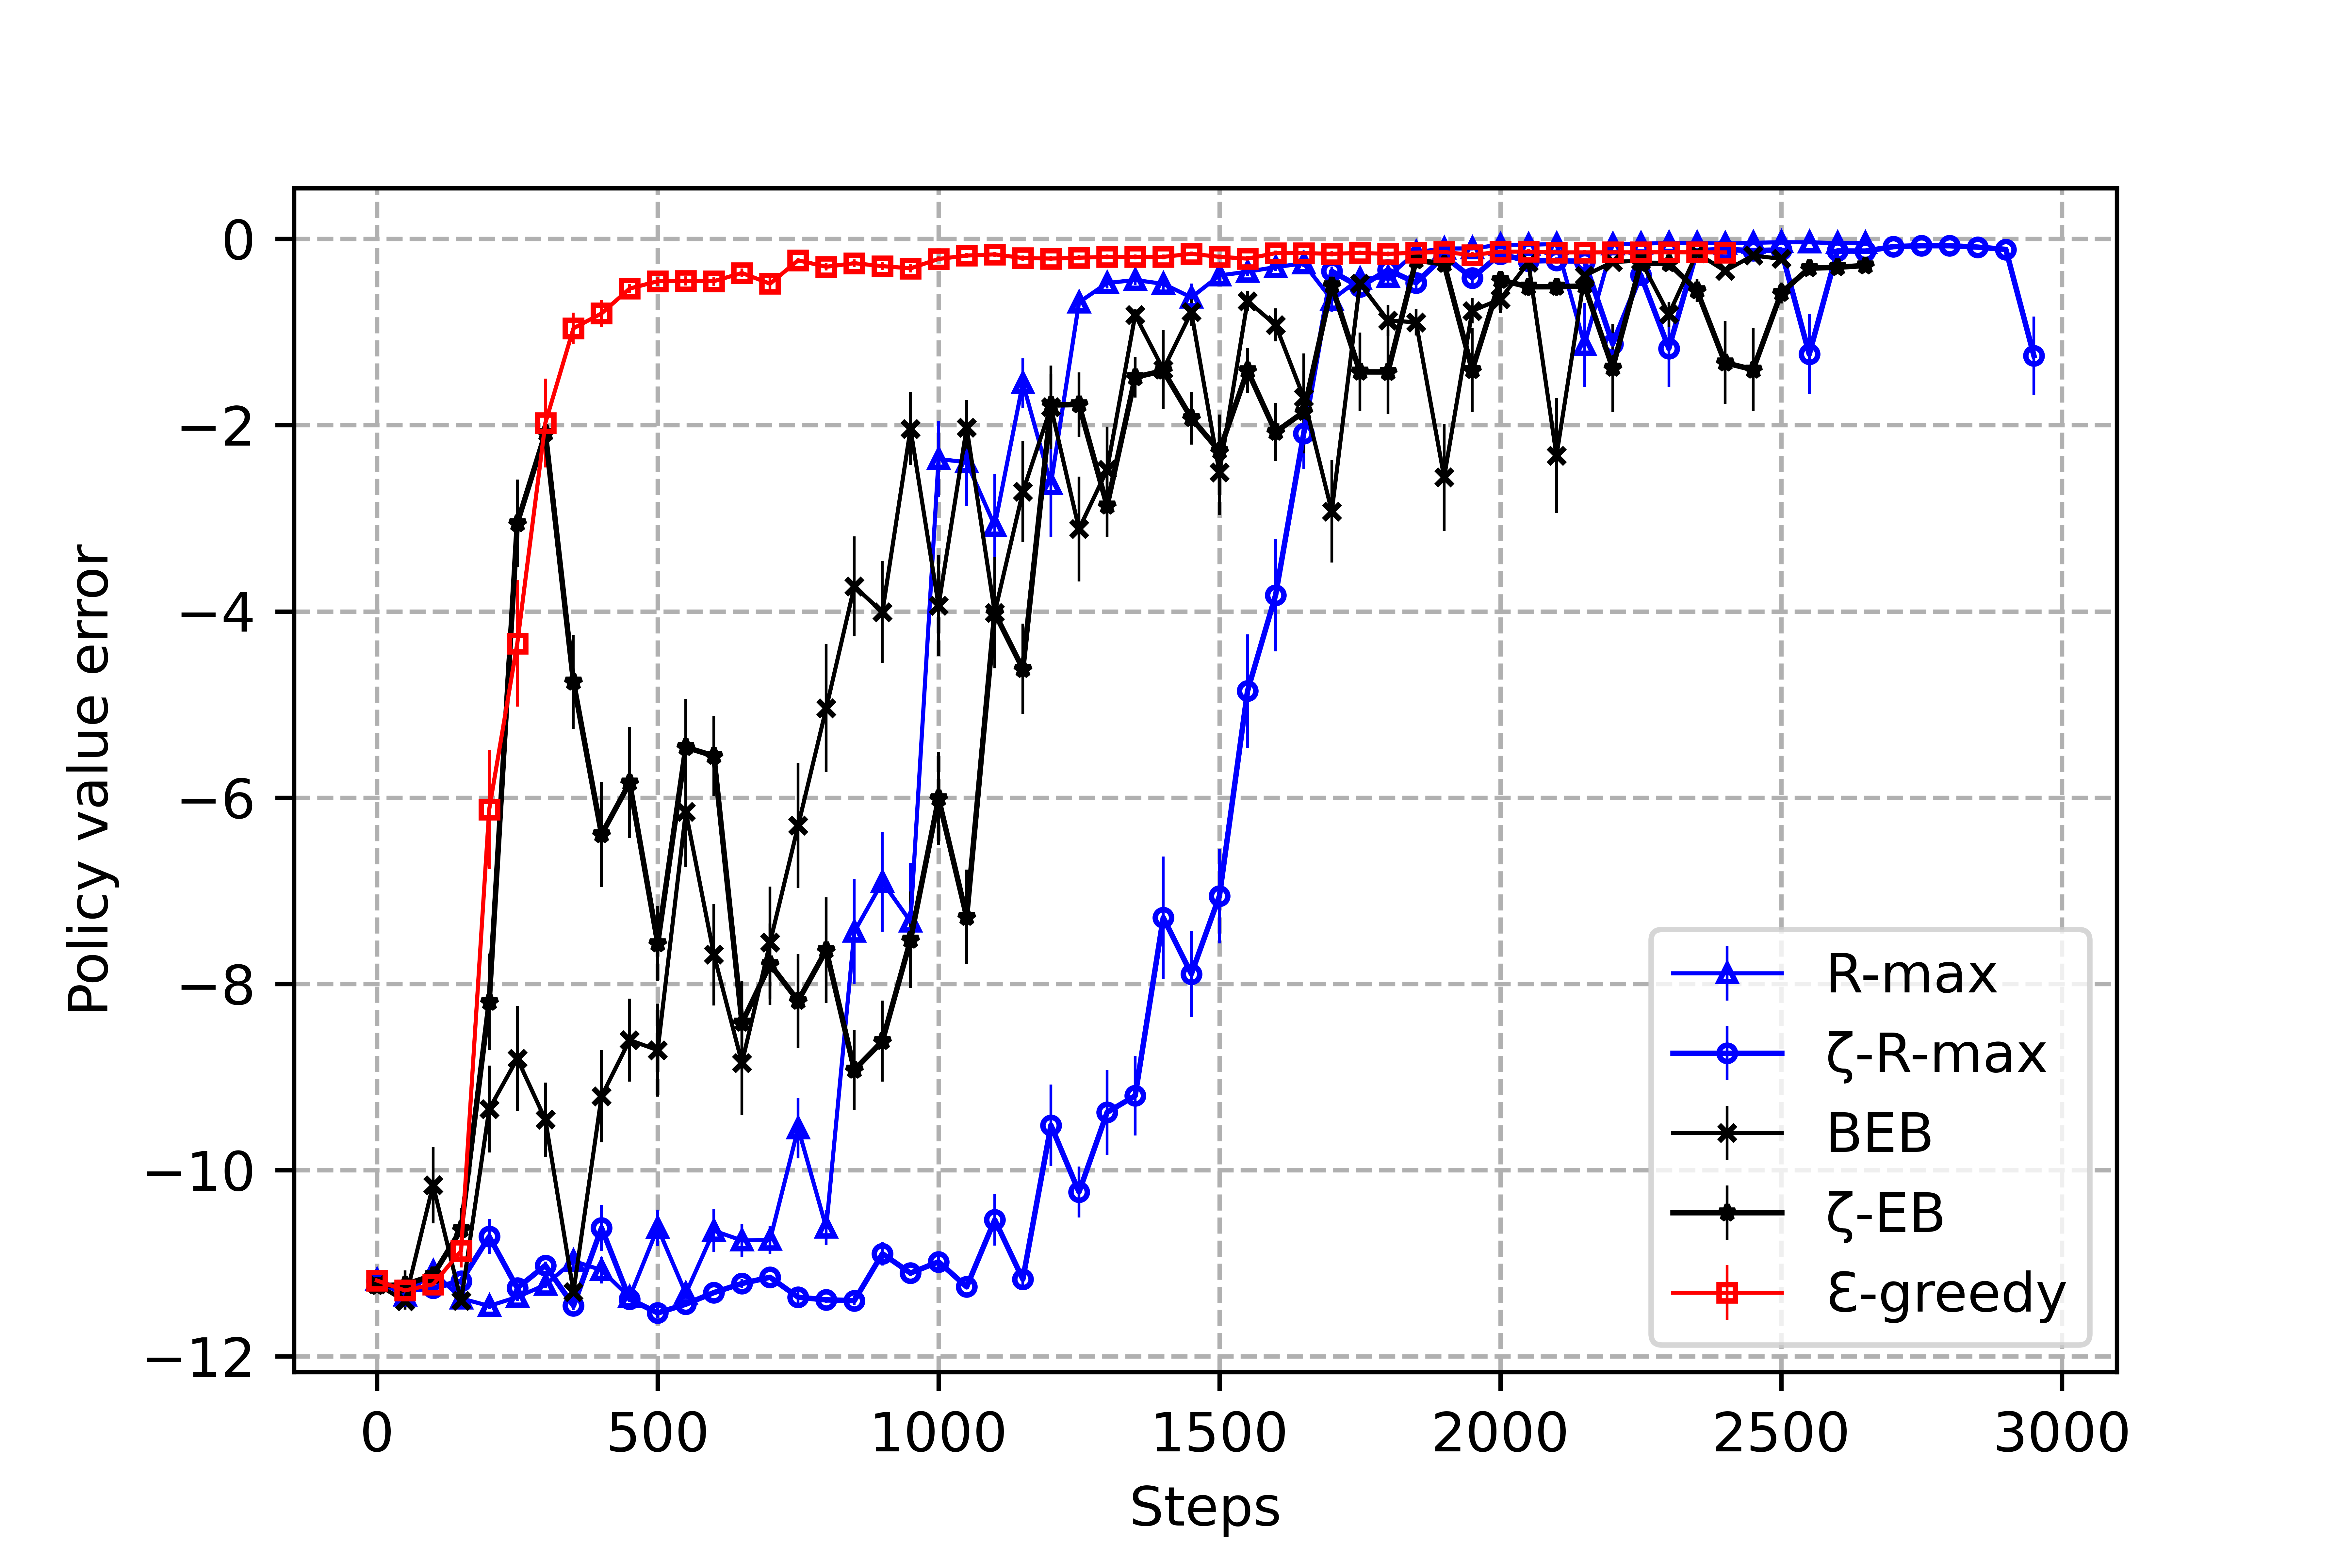 0
−2
−4
−6
−8
−10
−12
Policy value error
0 500 1000 1500 2000 2500 3000
Steps
R-max
ζ-R-max
BEB
ζ-EB
Ɛ-greedy